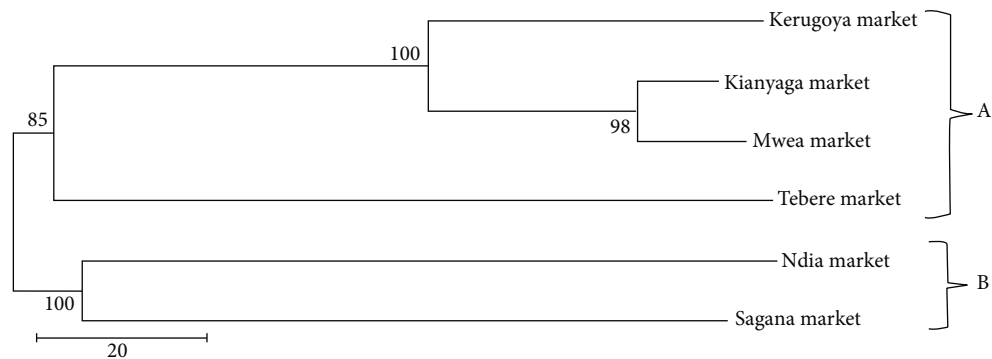 Kerugoya market
100
Kianyaga market
A
85
98
Mwea market
Tebere market
Ndia market
B
100
Sagana market
20